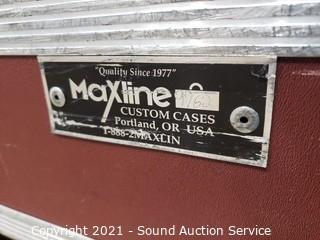 "Quality Since 1977"
Maxline
CUSTOM CASES
Portland, OR USA
1-888-2MAXLIN
Copyright 2021 - Sound Auction Service